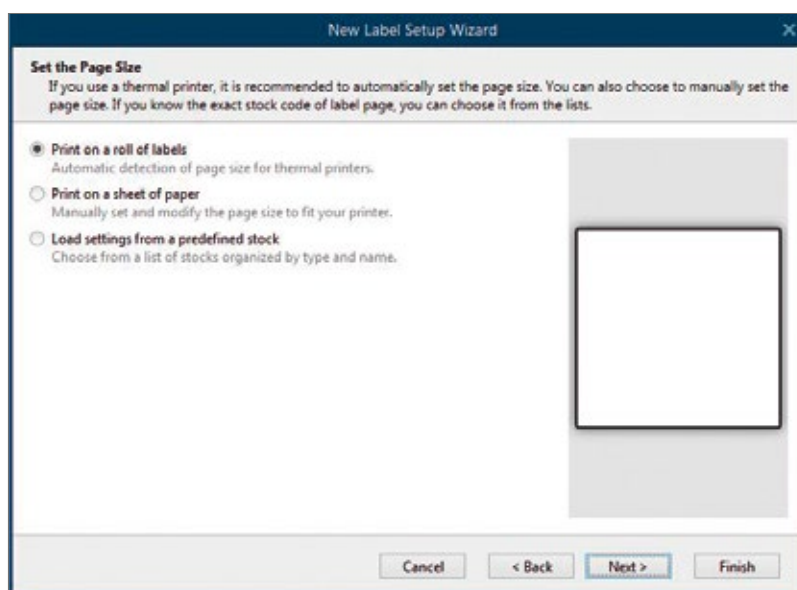 New Label Setup Wizard
Set the Page Size
If you use a thermal printer, it is recommended to automatically set the page size. You can also choose to manually set the
page size. If you know the exact stock code of label page, you can choose it from the lists.
Print on a roll of labels
Automatic detection of page size for thermal printers.
Print on a sheet of paper
Manually set and modify the page size to fit your printer.
Load settings from a predefined stock
Choose from a list of stocks organized by type and name.
Cancel
< Back
Next >
Finish